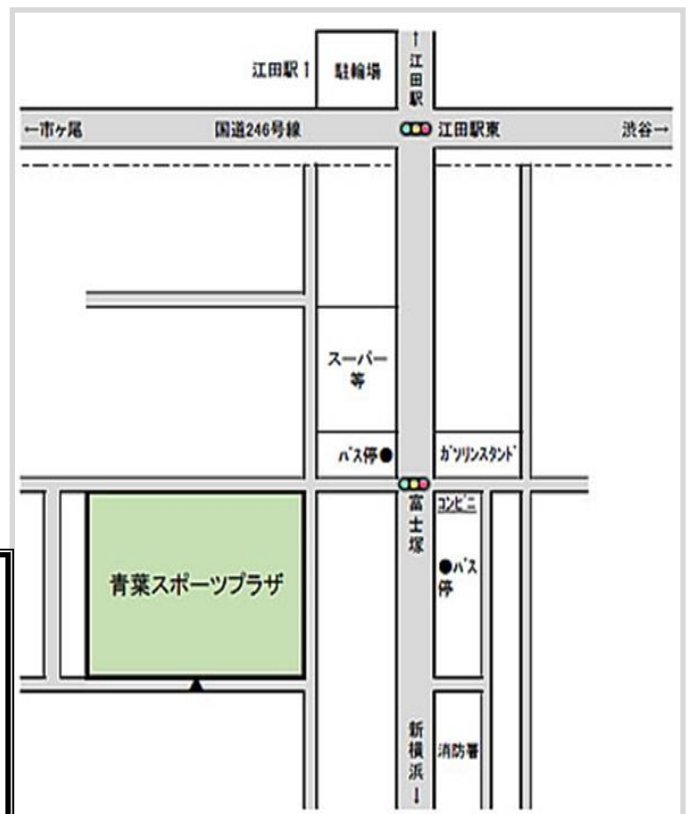 江田駅↑
駐輪場
↑江田駅
←市ヶ尾
国道246号線
江田駅東
渋谷→
スーパー
等
バス停●
ガソリンスタンド
富士塚
コンビニ
●バス
停
青葉スポーツプラザ
新横浜↓
消防署